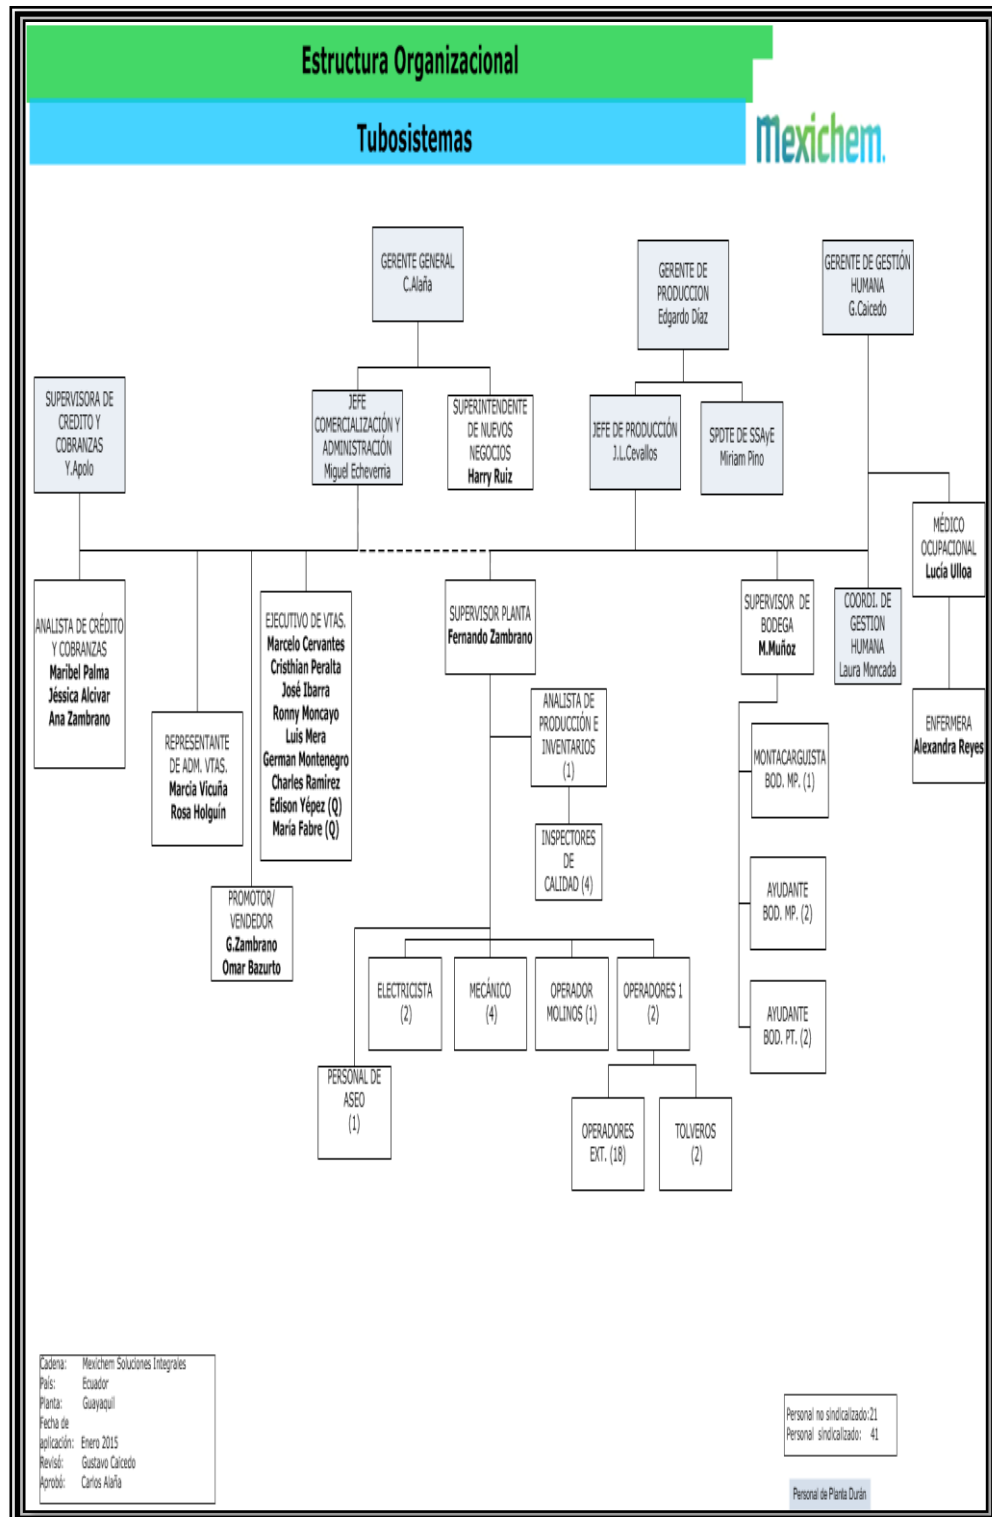 Estructura Organizacional
Tubosistemas
Mexichem.
GERENTE GENERAL
C.Alaña
GERENTE DE
PRODUCCION
Edgardo Díaz
GERENTE DE GESTIÓN
HUMANA
G.Caicedo
SUPERVISORA DE
CREDITO Y
COBRANZAS
Y.Apolo
JEFE
COMERCIALIZACIÓN Y
ADMINISTRACIÓN
Miguel Echeverria
SUPERINTENDENTE
DE NUEVOS
NEGOCIOS
Harry Ruiz
JEFE DE PRODUCCIÓN
J.L.Cevallos
SPDTE DE SSAyE
Miriam Pino
MÉDICO
OCUPACIONAL
Lucía Ulloa
ANALISTA DE CRÉDITO
Y COBRANZAS
Maribel Palma
Jéssica Alcivar
Ana Zambrano
REPRESENTANTE
DE ADM. VTAS.
Marcia Vicuña
Rosa Holguín
EJECUTIVO DE VTAS.
Marcelo Cervantes
Cristhian Peralta
José Ibarra
Ronny Moncayo
Luis Mera
German Montenegro
Charles Ramirez
Edison Yépez (Q)
María Fabre (Q)
SUPERVISOR PLANTA
Fernando Zambrano
SUPERVISOR DE
BODEGA
M.Muñoz
COORDI. DE
GESTION
HUMANA
Laura Moncada
ANALISTA DE
PRODUCCIÓN E
INVENTARIOS
(1)
MONTACARGUISTA
BOD. MP. (1)
ENFERMERA
Alexandra Reyes
INSPECTORES
DE
CALIDAD (4)
PROMOTOR/
VENDEDOR
G.Zambrano
Omar Bazurto
AYUDANTE
BOD. MP. (2)
ELECTRICISTA
(2)
MECÁNICO
(4)
OPERADOR
MOLINOS (1)
OPERADORES 1
(2)
AYUDANTE
BOD. PT. (2)
PERSONAL DE
ASEO
(1)
OPERADORES
EXT. (18)
TOLVEROS
(2)
Cadena: Mexichem Soluciones Integrales
País: Ecuador
Planta: Guayaquil
Fecha de
aplicación: Enero 2015
Revisó: Gustavo Caicedo
Aprobó: Carlos Alaña
Personal no sindicalizado:21
Personal sindicalizado: 41
Personal de Planta Durán